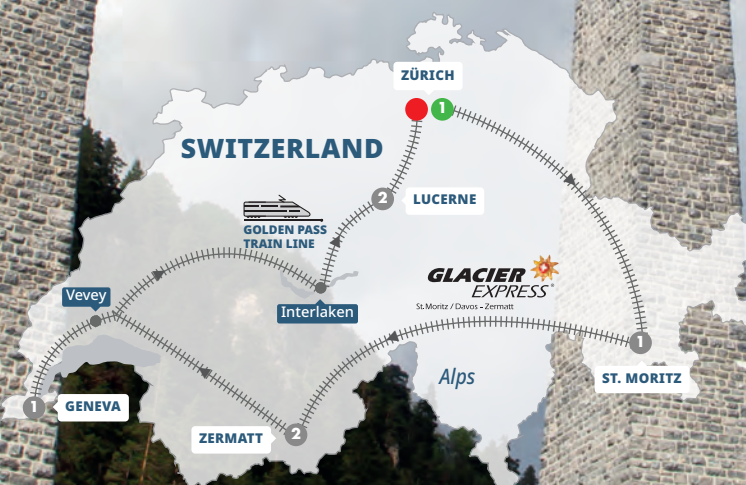 ZÜRICH
1
SWITZERLAND
2
LUCERNE
GOLDEN PASS
TRAIN LINE
GLACIER
EXPRESS®
St. Moritz / Davos – Zermatt
Vevey
Interlaken
1
ST. MORITZ
Alps
1
GENEVA
ZERMATT
2